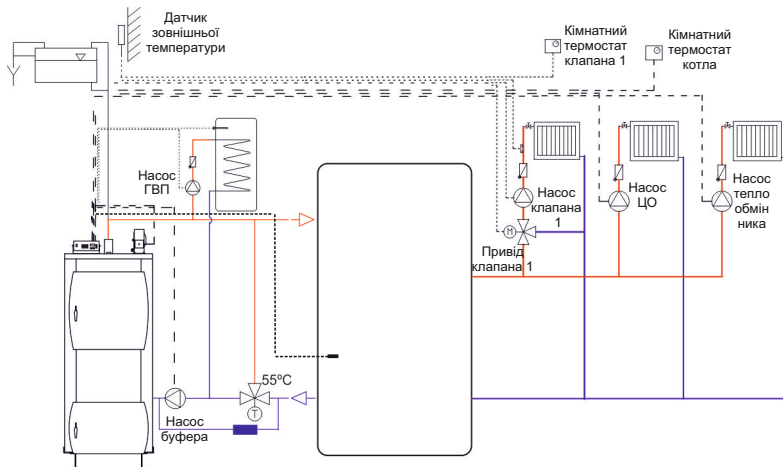 Датчик
зовнішньої
температури
Кімнатний
термостат
клапана 1
Кімнатний
термостат
котла
Насос
ГВП
Насос
клапана
1
Насос
ЦО
Насос
тепло
обмін
ника
M
Привід
клапана 1
55ºC
T
Насос
буфера